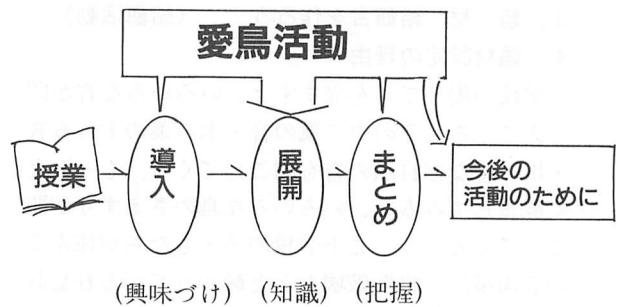 愛鳥活動
授業
導入
展開
まとめ
今後の
活動のために
(興味づけ)
(知識)
(把握)